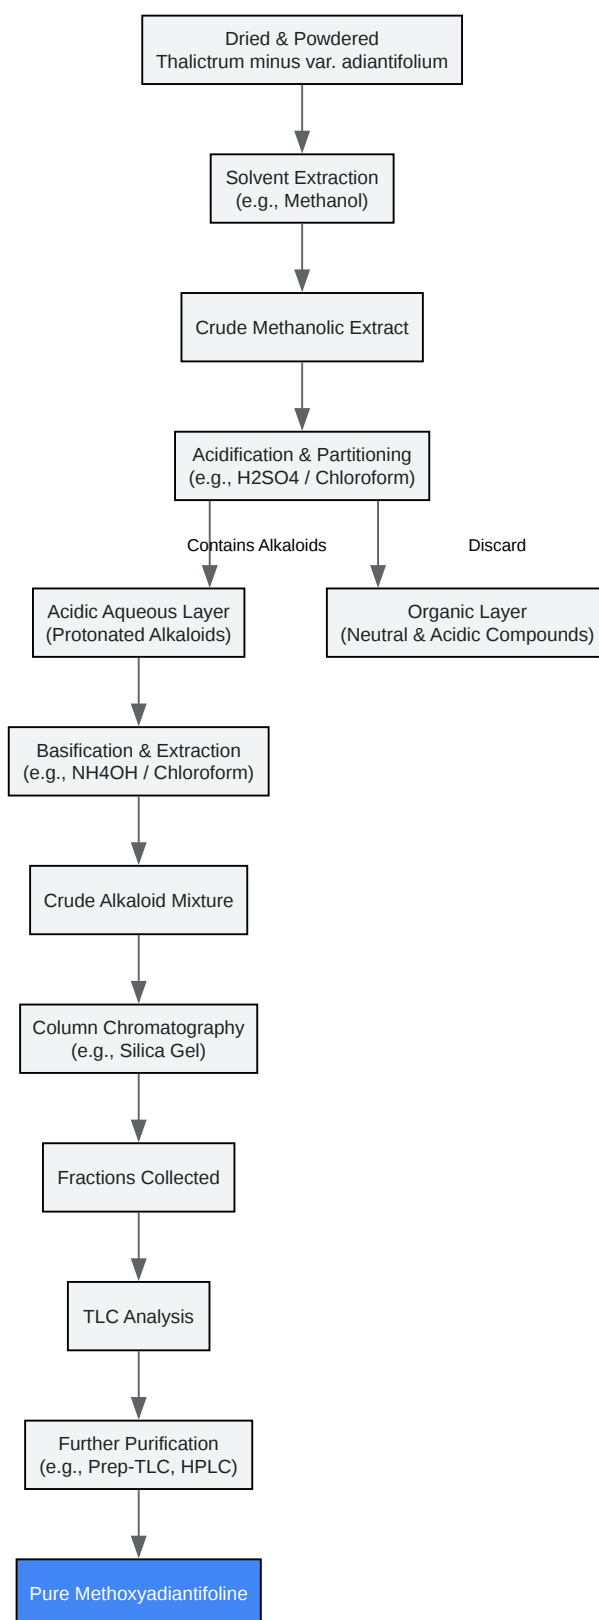 Dried & Powdered
Thalictrum minus var. adiantifolium
Solvent Extraction
(e.g., Methanol)
Crude Methanolic Extract
Acidification & Partitioning
(e.g., H2SO4 / Chloroform)
Contains Alkaloids
Discard
Acidic Aqueous Layer
(Protonated Alkaloids)
Organic Layer
(Neutral & Acidic Compounds)
Basification & Extraction
(e.g., NH4OH / Chloroform)
Crude Alkaloid Mixture
Column Chromatography
(e.g., Silica Gel)
Fractions Collected
TLC Analysis
Further Purification
(e.g., Prep-TLC, HPLC)
Pure Methoxyadiantifoline